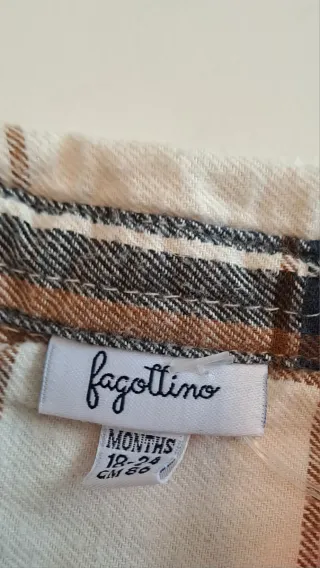 fagottino
MONTHS
18-24
CM 86